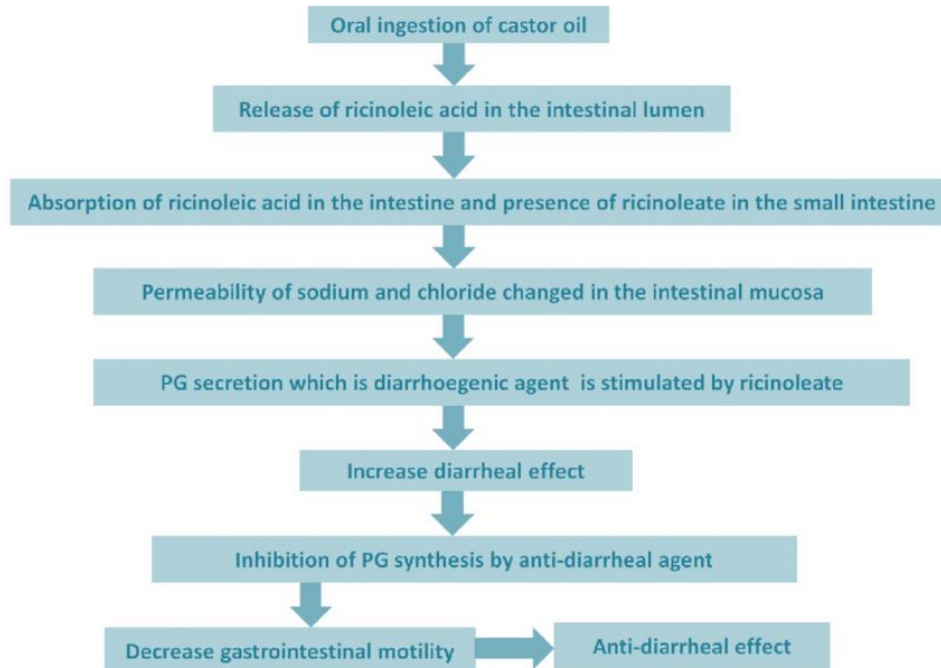 Oral ingestion of castor oil
Release of ricinoleic acid in the intestinal lumen
Absorption of ricinoleic acid in the intestine and presence of ricinoleate in the small intestine
Permeability of sodium and chloride changed in the intestinal mucosa
PG secretion which is diarrhoegenic agent is stimulated by ricinoleate
Increase diarrheal effect
Inhibition of PG synthesis by anti-diarrheal agent
Decrease gastrointestinal motility
Anti-diarrheal effect